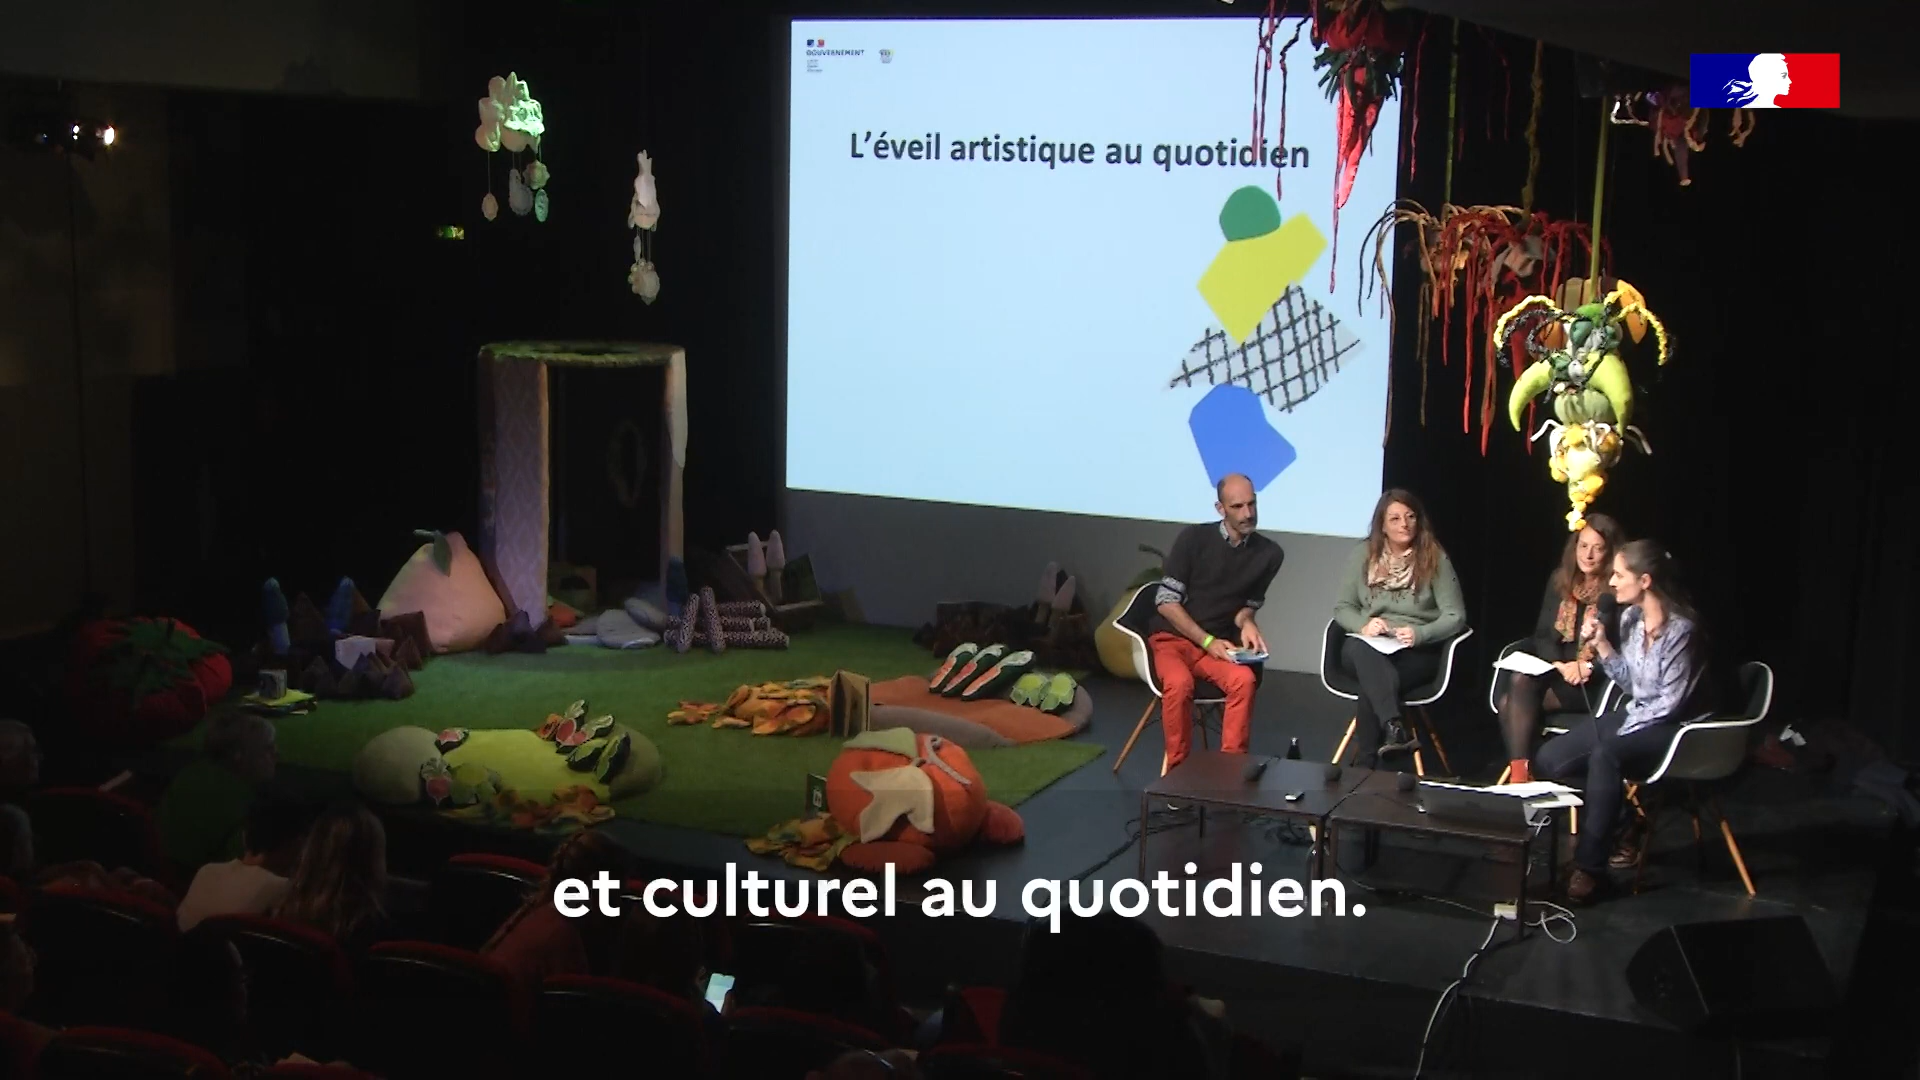 GOUVERNEMENT
L’éveil artistique au quotidien
et culturel au quotidien.